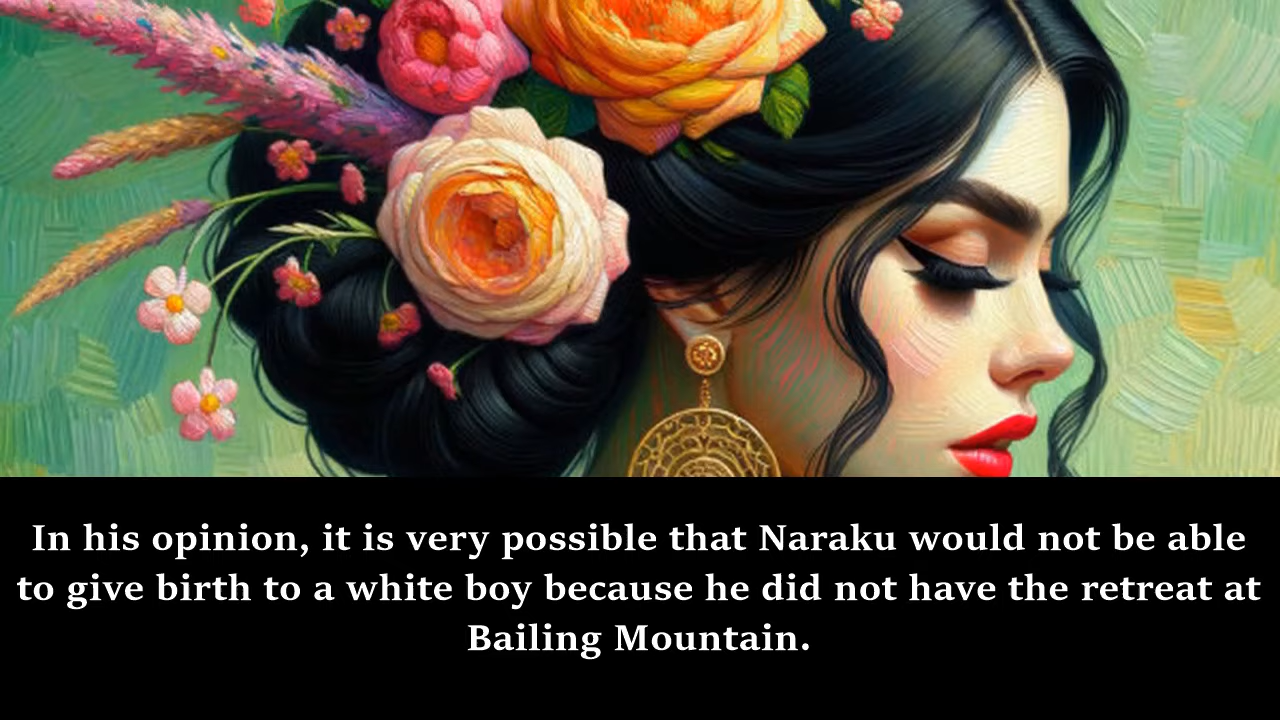 In his opinion, it is very possible that Naraku would not be able
to give birth to a white boy because he did not have the retreat at
Bailing Mountain.